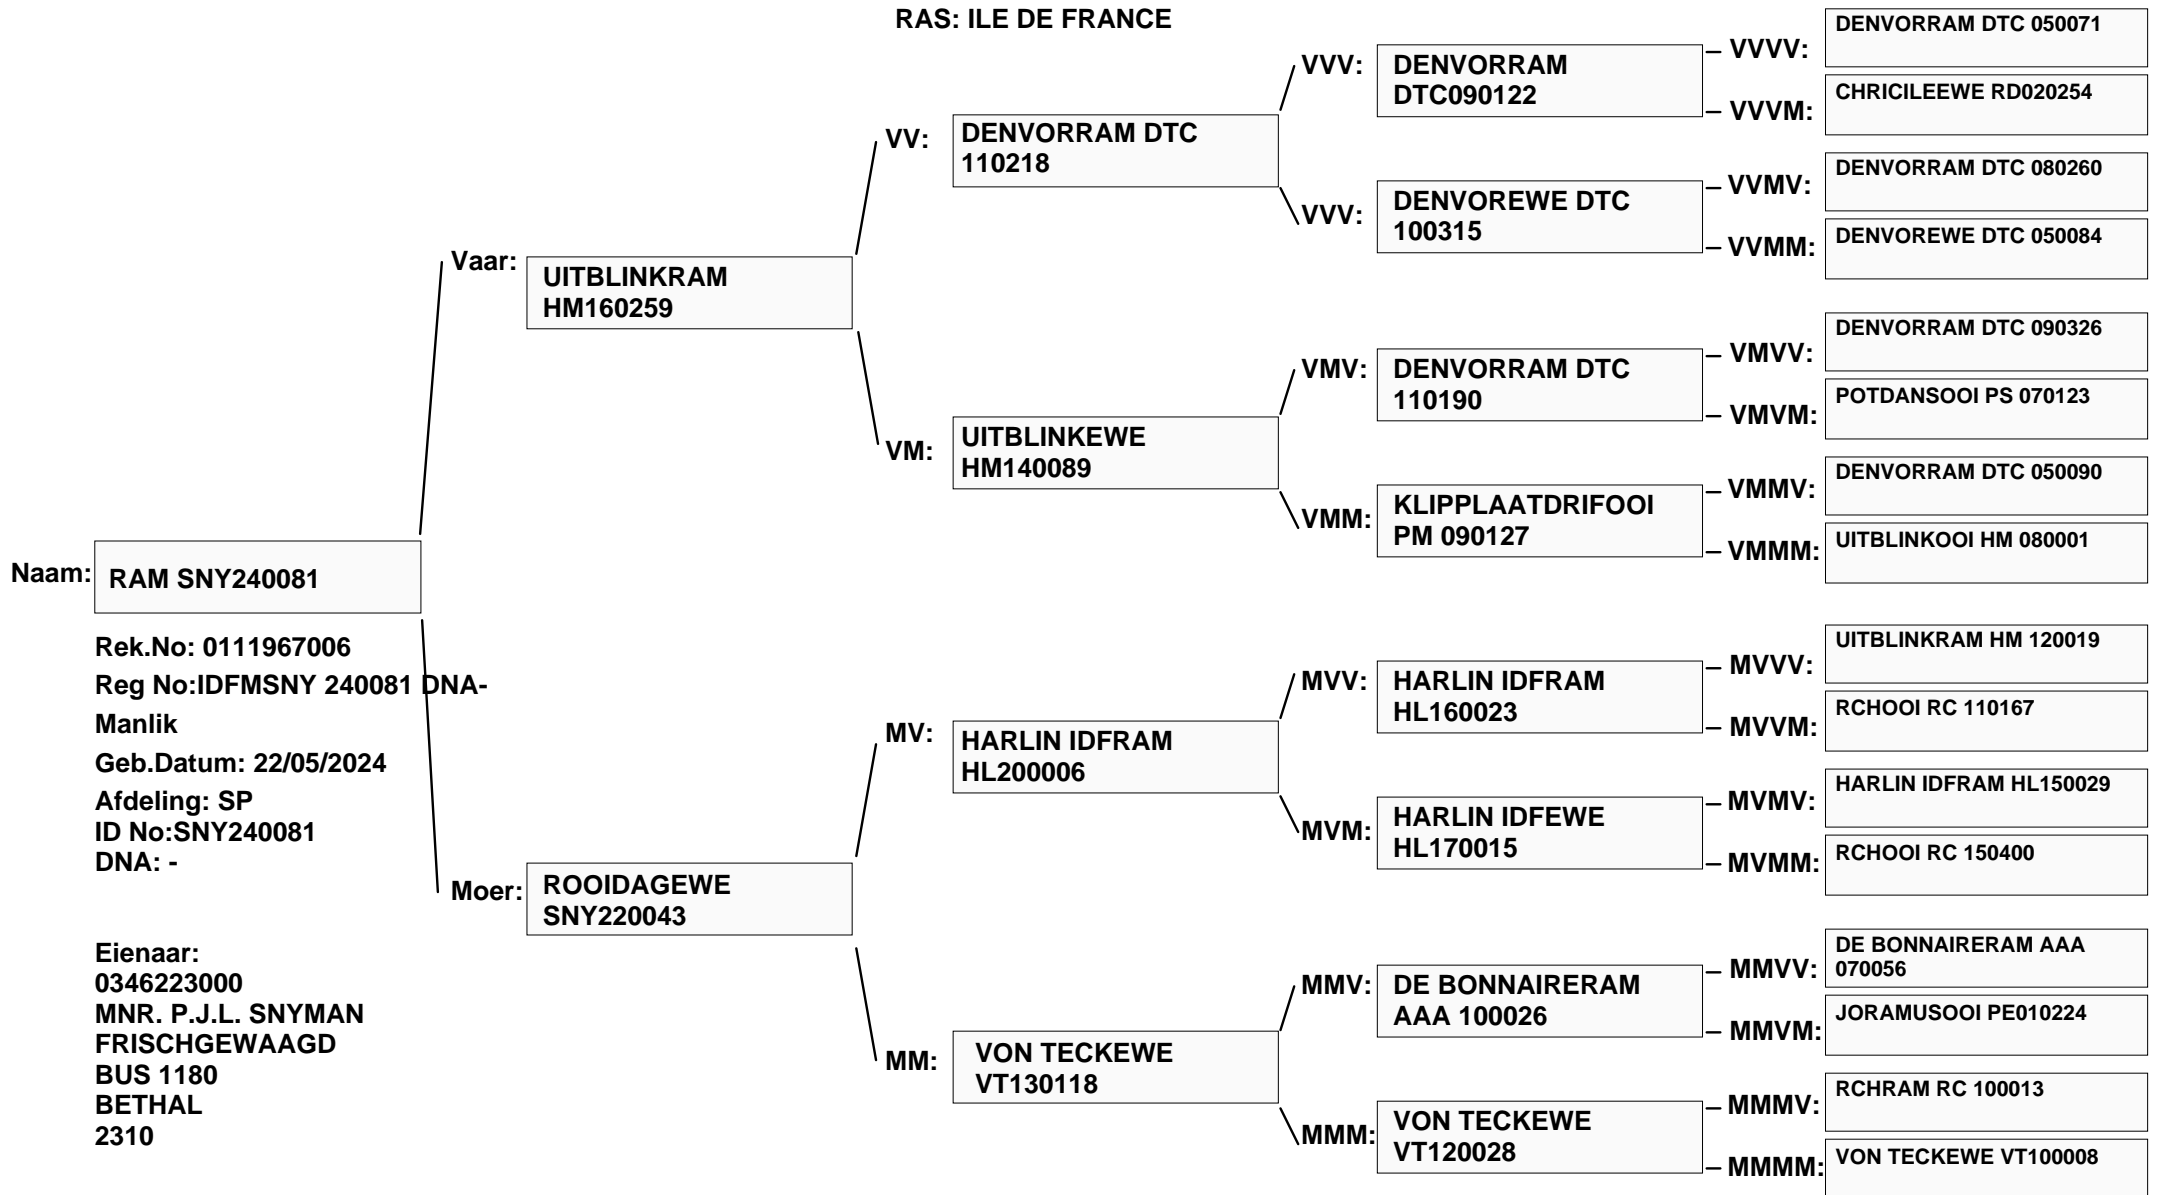 RAS: ILE DE FRANCE
Naam:
RAM SNY240081
Rek.No: 0111967006
Reg No:IDFMSNY 240081 DNA-
Manlik
Geb.Datum: 22/05/2024
Afdeling: SP
ID No:SNY240081
DNA: -
Eienaar:
0346223000
MNR. P.J.L. SNYMAN
FRISCHGEWAAGD
BUS 1180
BETHAL
2310
Vaar:
UITBLINKRAM
HM160259
Moer:
ROOIDAGEWE
SNY220043
VV:
DENVORRAM DTC
110218
VM:
UITBLINKEWE
HM140089
MV:
HARLIN IDFRAM
HL200006
MM:
VON TECKEWE
VT130118
VVV:
DENVORRAM
DTC090122
VVV:
DENVOREWE DTC
100315
VMV:
DENVORRAM DTC
110190
VMM:
KLIPPLAATDRIFOOI
PM 090127
MVV:
HARLIN IDFRAM
HL160023
MVM:
HARLIN IDFEWE
HL170015
MMV:
DE BONNAIRERAM
AAA 100026
MMM:
VON TECKEWE
VT120028
VVVV:
DENVORRAM DTC 050071
VVVM:
CHRICILEEWE RD020254
VVMV:
DENVORRAM DTC 080260
VVMM:
DENVOREWE DTC 050084
VMVV:
DENVORRAM DTC 090326
VMVM:
POTDANSOOI PS 070123
VMMV:
DENVORRAM DTC 050090
VMMM:
UITBLINKOOI HM 080001
MVVV:
UITBLINKRAM HM 120019
MVVM:
RCHOOI RC 110167
MVMV:
HARLIN IDFRAM HL150029
MVMM:
RCHOOI RC 150400
MMVV:
DE BONNAIRERAM AAA
070056
MMVM:
JORAMUSOOI PE010224
MMMV:
RCHRAM RC 100013
MMMM:
VON TECKEWE VT100008